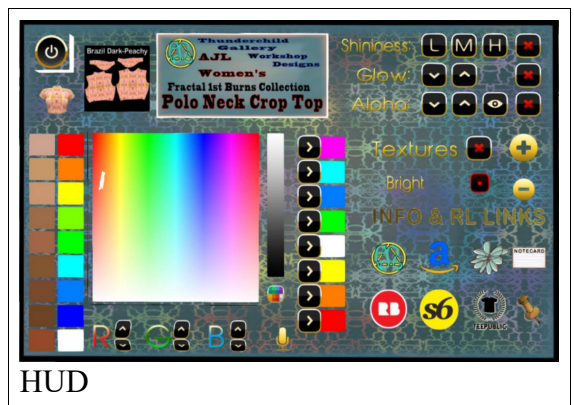 Brazil Dark-Peachy
Thunderchild
Gallery
AJL Workshop
Designs
Women's
Fractal 1st Burns Collection
Polo Neck Crop Top
Shininess: L M H
Glow:
Alpha:
Textures
Bright
INFO & RL LINKS
a
NOTECARD
RB
s6
TEEPUBLIC
R G B
HUD